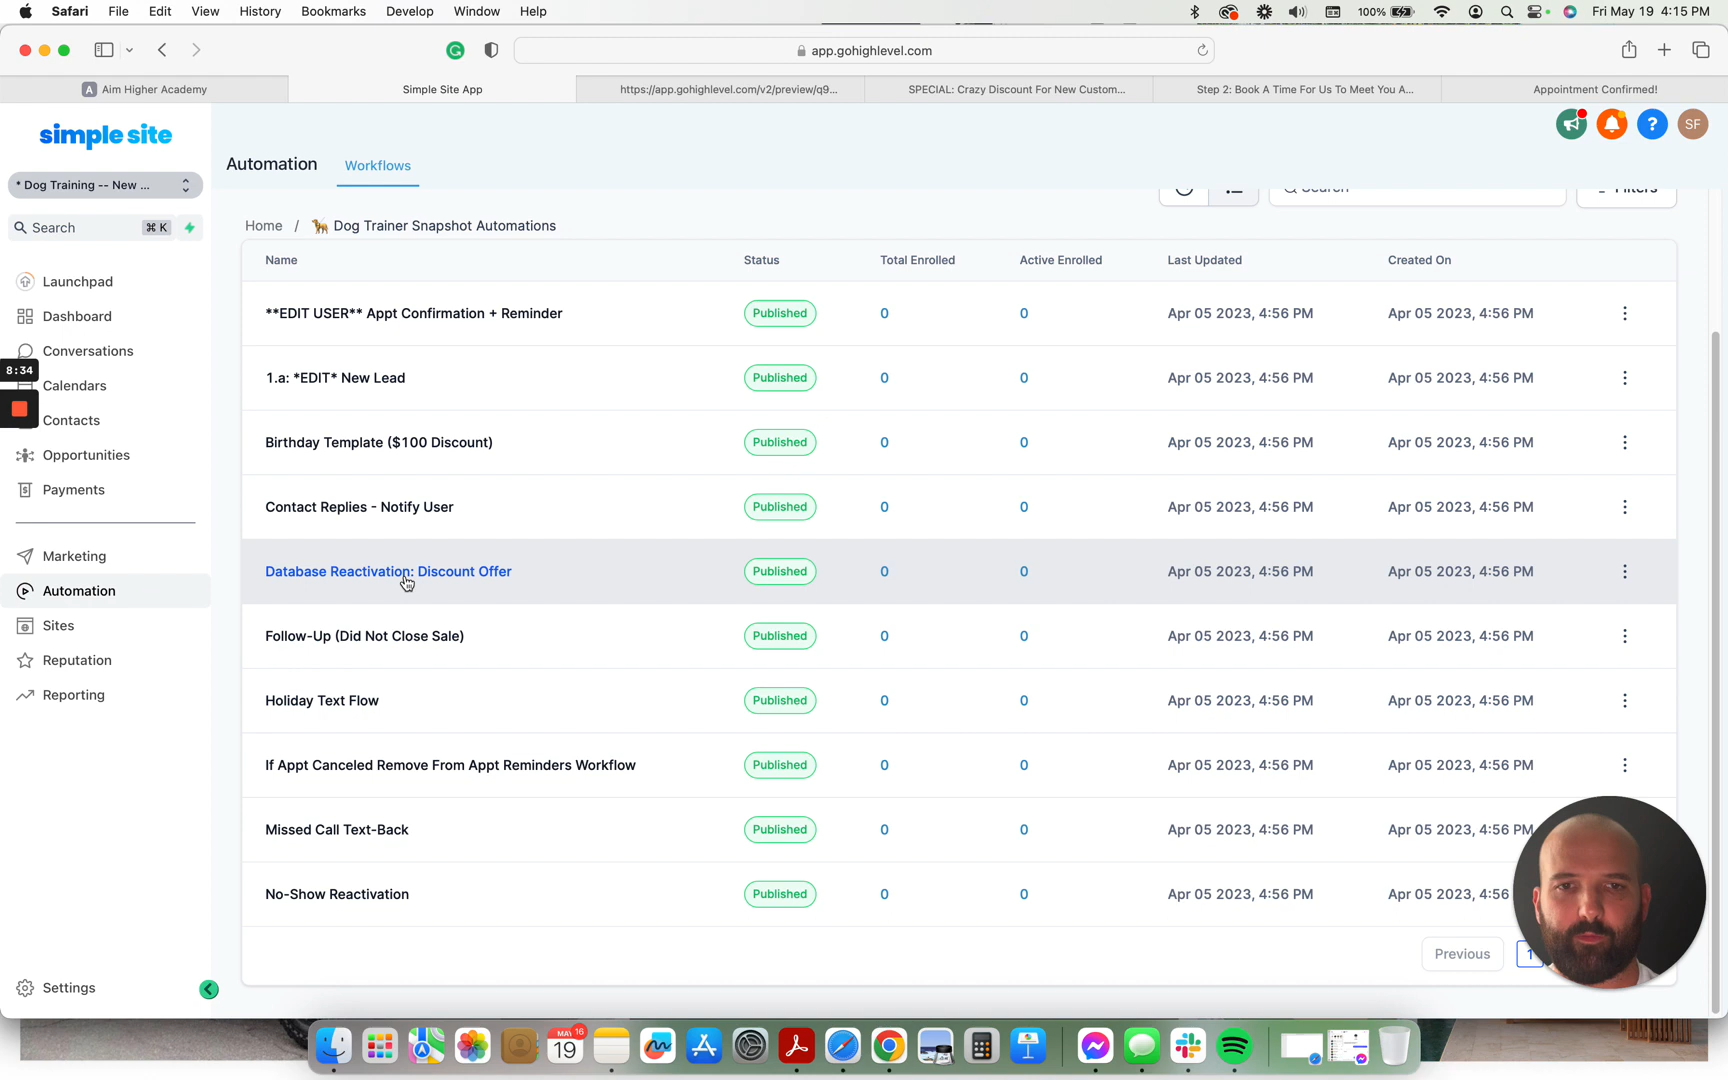 Safari File Edit View History Bookmarks Develop Window Help 100% Fri May 19 4:15 PM
app.gohighlevel.com
A Aim Higher Academy
Simple Site App
https://app.gohighlevel.com/v2/preview/q9...
SPECIAL: Crazy Discount For New Custom...
Step 2: Book A Time For Us To Meet You A...
Appointment Confirmed!
simple site
* Dog Training -- New ...
Search ⌘ K
Launchpad
Dashboard
Conversations
8:34
Calendars
Contacts
Opportunities
Payments
Marketing
Automation
Sites
Reputation
Reporting
Settings
Automation Workflows
? SF
Search Filters
Home / Dog Trainer Snapshot Automations
Name Status Total Enrolled Active Enrolled Last Updated Created On
**EDIT USER** Appt Confirmation + Reminder Published 0 0 Apr 05 2023, 4:56 PM Apr 05 2023, 4:56 PM
1.a: *EDIT* New Lead Published 0 0 Apr 05 2023, 4:56 PM Apr 05 2023, 4:56 PM
Birthday Template ($100 Discount) Published 0 0 Apr 05 2023, 4:56 PM Apr 05 2023, 4:56 PM
Contact Replies - Notify User Published 0 0 Apr 05 2023, 4:56 PM Apr 05 2023, 4:56 PM
Database Reactivation: Discount Offer Published 0 0 Apr 05 2023, 4:56 PM Apr 05 2023, 4:56 PM
Follow-Up (Did Not Close Sale) Published 0 0 Apr 05 2023, 4:56 PM Apr 05 2023, 4:56 PM
Holiday Text Flow Published 0 0 Apr 05 2023, 4:56 PM Apr 05 2023, 4:56 PM
If Appt Canceled Remove From Appt Reminders Workflow Published 0 0 Apr 05 2023, 4:56 PM Apr 05 2023, 4:56 PM
Missed Call Text-Back Published 0 0 Apr 05 2023, 4:56 PM Apr 05 2023, 4:56 PM
No-Show Reactivation Published 0 0 Apr 05 2023, 4:56 PM Apr 05 2023, 4:56
Previous 1
MAY 19 16